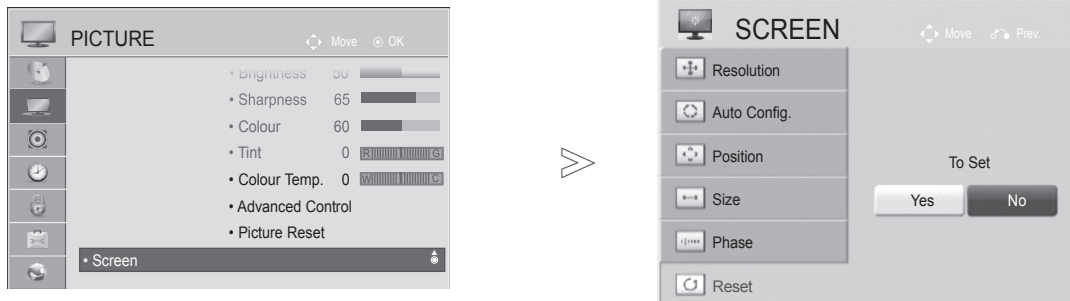 PICTURE
Move OK
• Brightness 50
• Sharpness 65
• Colour 60
• Tint 0 R G
• Colour Temp. 0 W C
• Advanced Control
• Picture Reset
• Screen
SCREEN
Move Prev.
Resolution
Auto Config.
Position
Size
Phase
Reset
To Set
Yes No